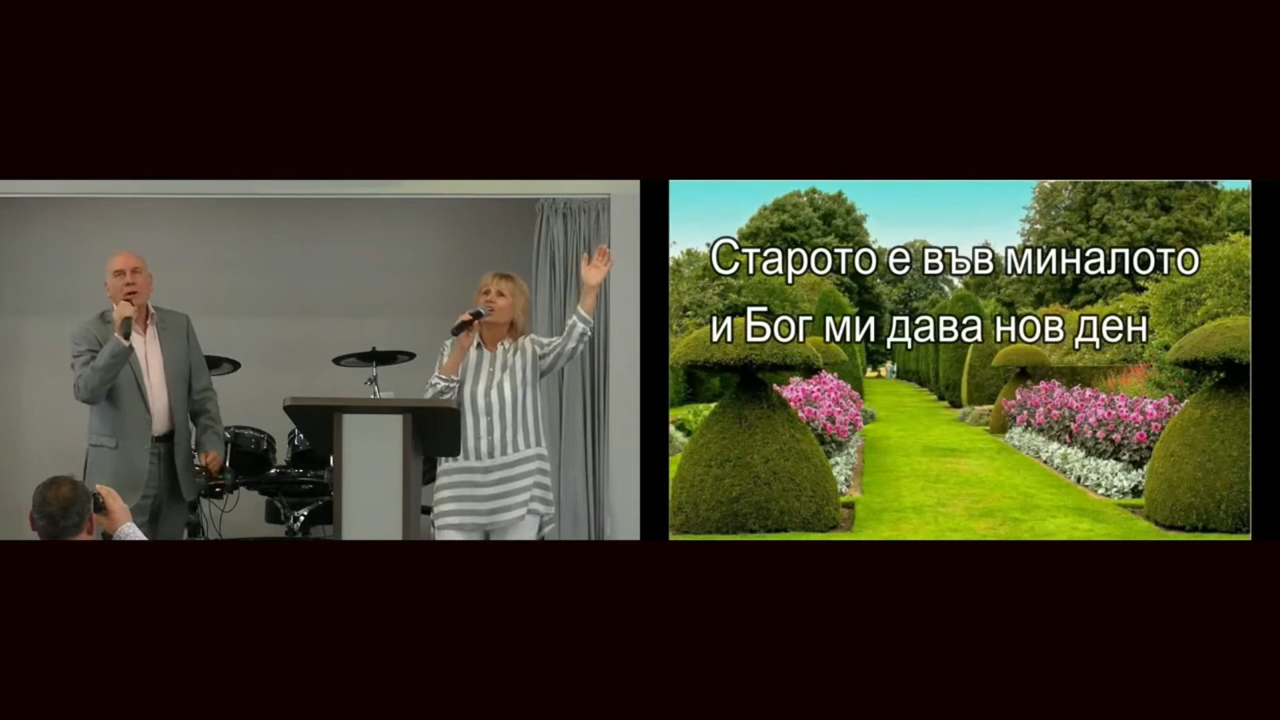 Старото е във миналото
и Бог ми дава нов ден